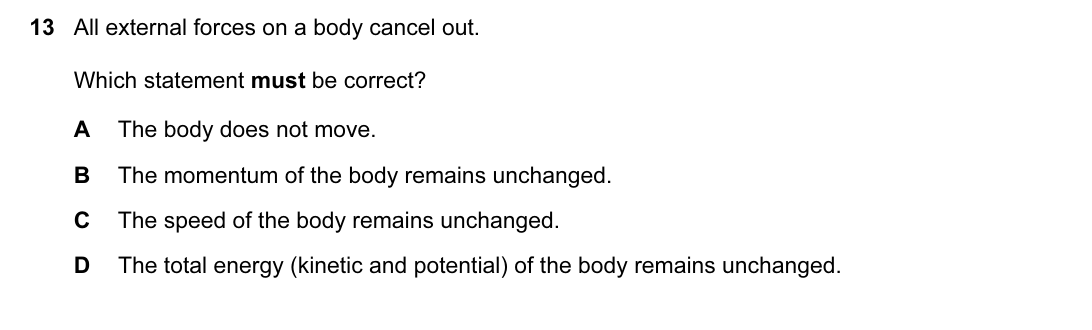 13 All external forces on a body cancel out.
Which statement must be correct?
A The body does not move.
B The momentum of the body remains unchanged.
C The speed of the body remains unchanged.
D The total energy (kinetic and potential) of the body remains unchanged.